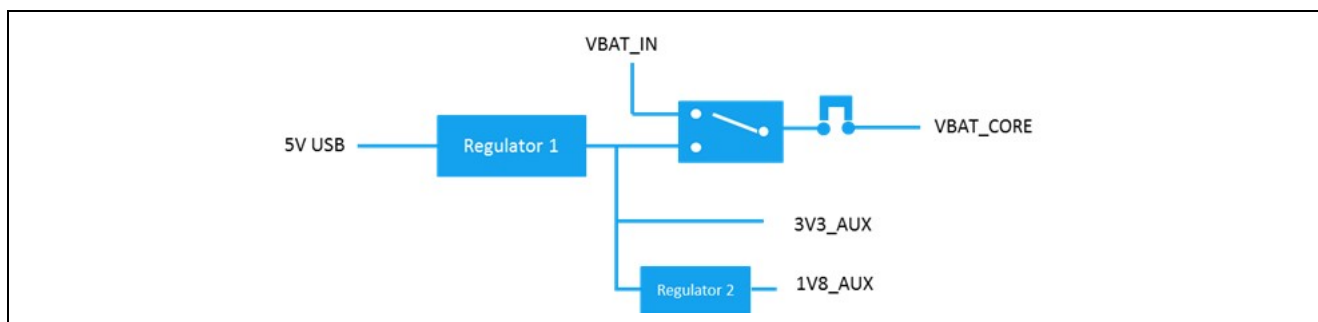 VBAT_IN
VBAT_CORE
5V USB
Regulator 1
3V3_AUX
Regulator 2
1V8_AUX